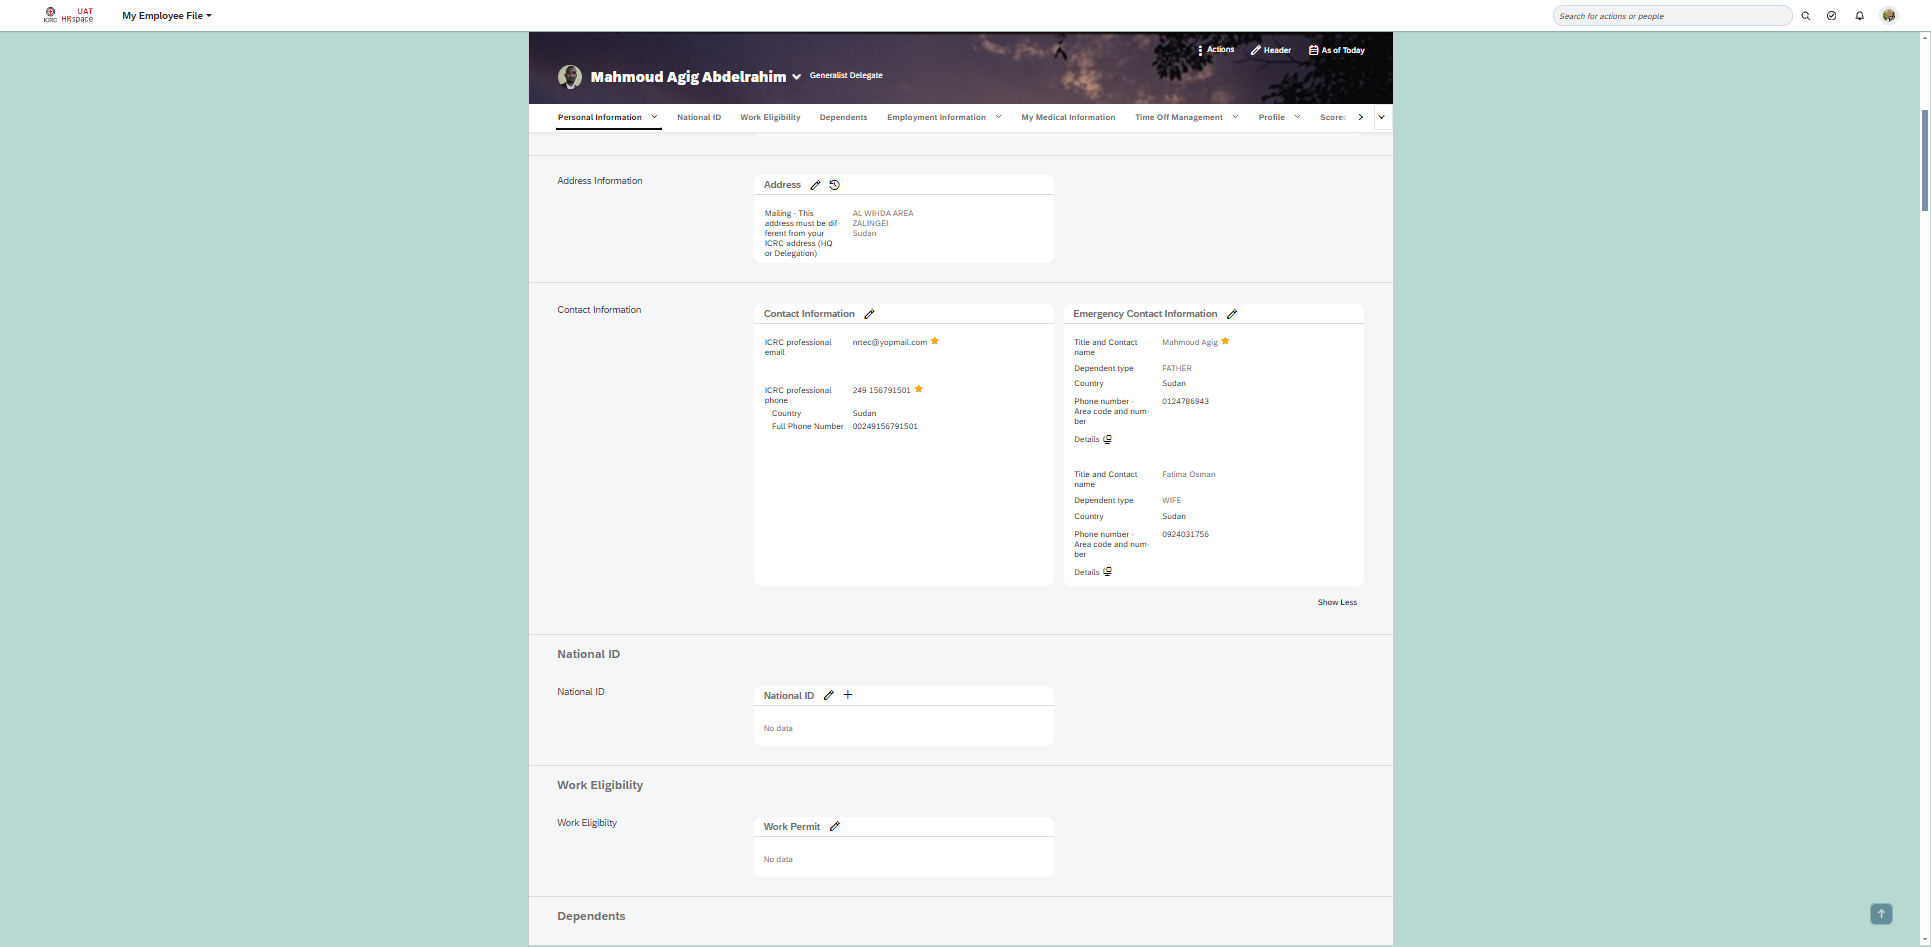 UAT
ICRC HRspace
My Employee File
Search for actions or people
Actions
Header
As of Today
Mahmoud Agig Abdelrahim
Generalist Delegate
Personal Information
National ID
Work Eligibility
Dependents
Employment Information
My Medical Information
Time Off Management
Profile
Score
Address Information
Address
Mailing - This
address must be dif-
ferent from your
ICRC address (HQ
or Delegation)
AL WIHDA AREA
ZALINGEI
Sudan
Contact Information
Contact Information
ICRC professional
email
nrtec@yopmail.com
ICRC professional
phone
249 156791501
Country
Sudan
Full Phone Number
00249156791501
Emergency Contact Information
Title and Contact
name
Mahmoud Agig
Dependent type
FATHER
Country
Sudan
Phone number -
Area code and num-
ber
0124786943
Details
Title and Contact
name
Fatima Osman
Dependent type
WIFE
Country
Sudan
Phone number -
Area code and num-
ber
0924031756
Details
Show Less
National ID
National ID
National ID
No data
Work Eligibility
Work Eligibilty
Work Permit
No data
Dependents